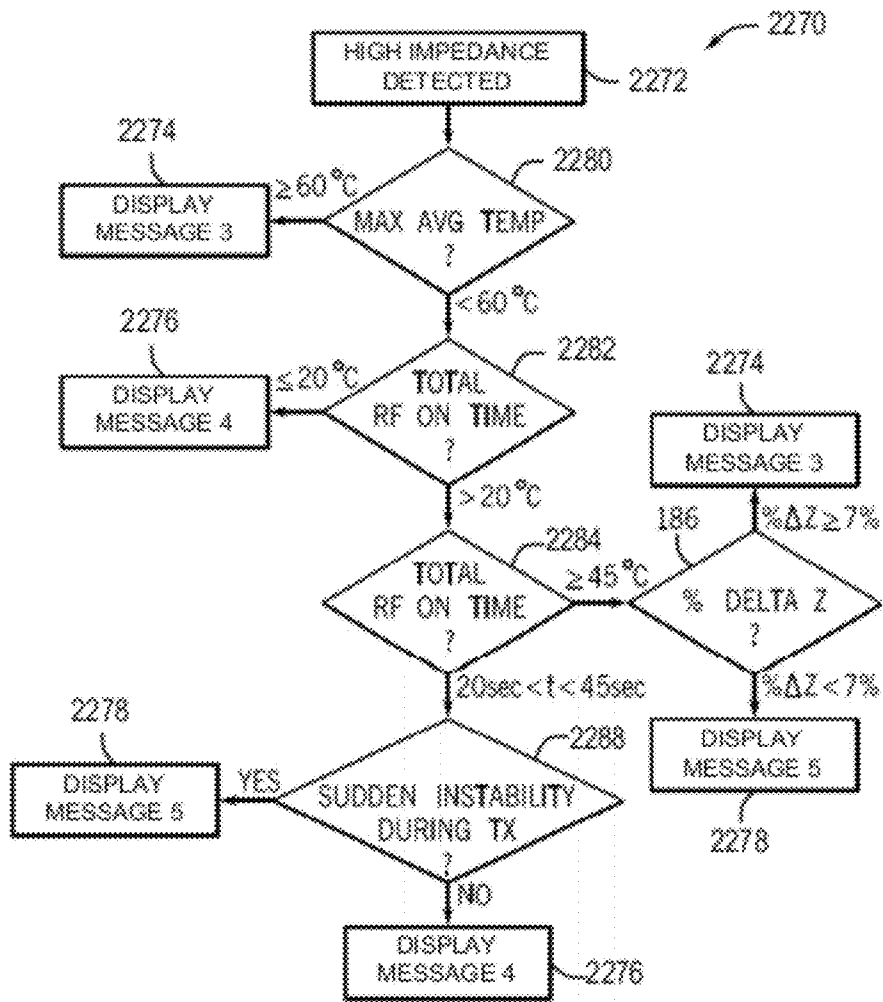 2270
HIGH IMPEDANCE
DETECTED
2272
2274
2280
≥60°C
DISPLAY
MESSAGE 3
MAX AVG TEMP
?
<60°C
2276
2282
≤20°C
DISPLAY
MESSAGE 4
TOTAL
RF ON TIME
?
2274
DISPLAY
MESSAGE 3
>20°C
2284
186
%ΔZ≥7%
TOTAL
RF ON TIME
?
≥45°C
% DELTA Z
?
20sec<t<45sec
%ΔZ<7%
2278
2288
DISPLAY
MESSAGE 5
YES
SUDDEN INSTABILITY
DURING TX
?
DISPLAY
MESSAGE 5
2278
NO
DISPLAY
MESSAGE 4
2276